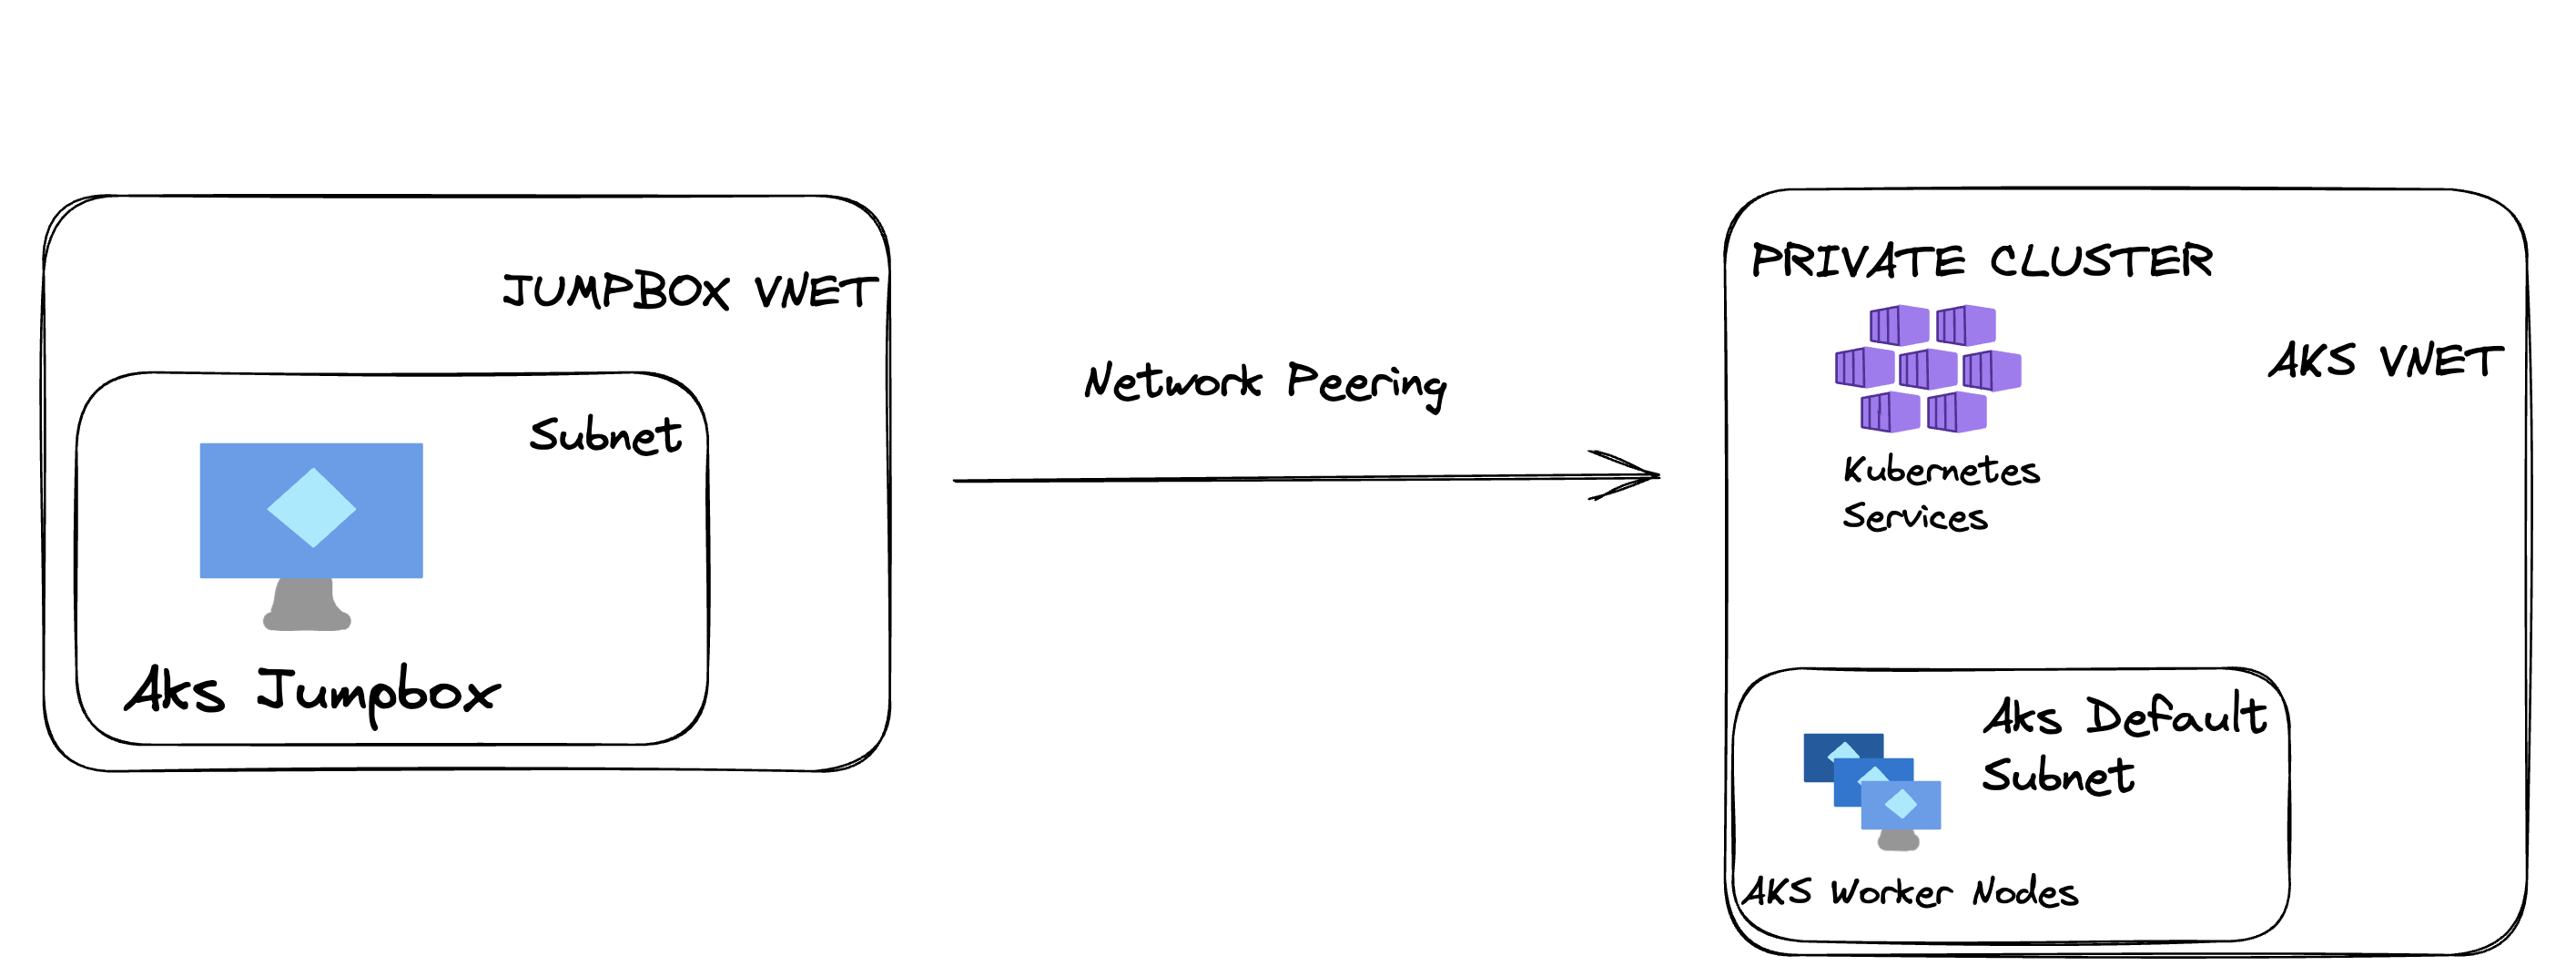 JUMPBOX VNET
Subnet
Aks Jumpbox
Network Peering
PRIVATE CLUSTER
AKS VNET
Kubernetes
Services
Aks Default
Subnet
AKS Worker Nodes